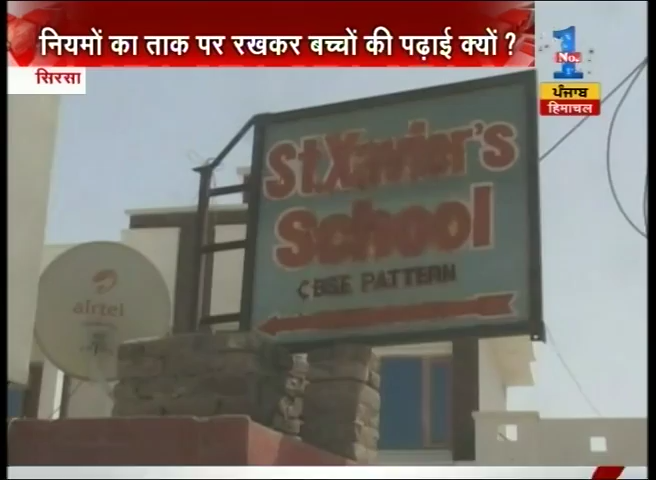 नियमों का ताक पर रखकर बच्चों की पढ़ाई क्यों ?
सिरसा
No. 1
ਪੰਜਾਬ
हिमाचल
St.Xavier's
School
CBSE PATTERN
airtel